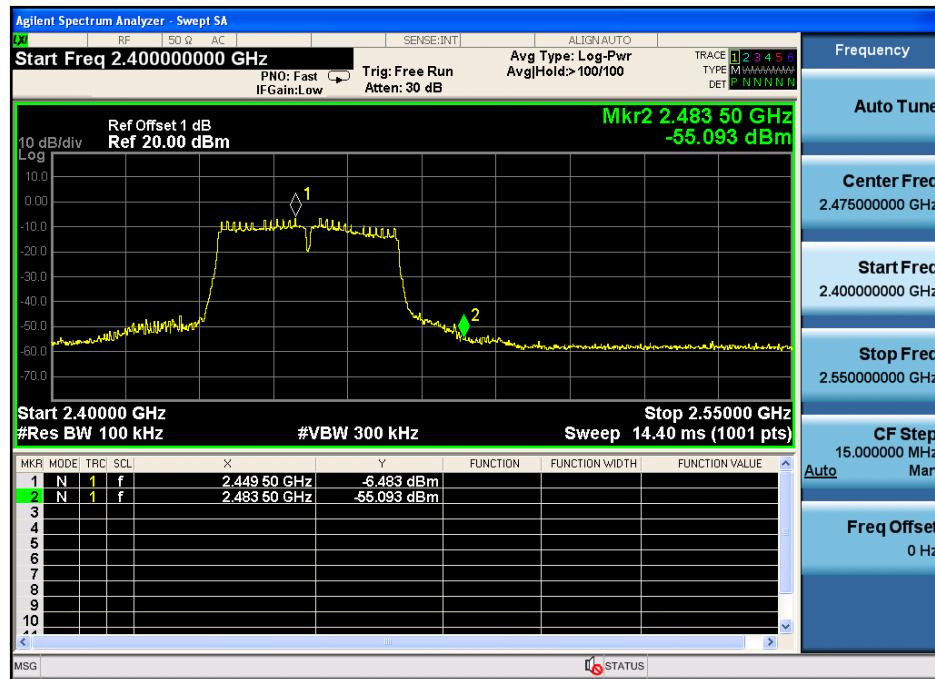 Agilent Spectrum Analyzer - Swept SA
LXI RF 50 Ω AC SENSE:INT ALIGN AUTO
Start Freq 2.400000000 GHz
PNO: Fast
IFGain:Low
Trig: Free Run
Atten: 30 dB
Avg Type: Log-Pwr
Avg|Hold:>100/100
TRACE 1 2 3 4 5 6
TYPE M
DET P N N N N N
Mkr2 2.483 50 GHz
-55.093 dBm
Ref Offset 1 dB
10 dB/div Ref 20.00 dBm
Log
10.0
0.00
-10.0
-20.0
-30.0
-40.0
-50.0
-60.0
-70.0
1
2
Start 2.40000 GHz Stop 2.55000 GHz
#Res BW 100 kHz #VBW 300 kHz Sweep 14.40 ms (1001 pts)
MKR MODE TRC SCL X Y FUNCTION FUNCTION WIDTH FUNCTION VALUE
1 N 1 f 2.449 50 GHz -6.483 dBm
2 N 1 f 2.483 50 GHz -55.093 dBm
3
4
5
6
7
8
9
10
MSG STATUS
Frequency
Auto Tune
Center Freq
2.475000000 GHz
Start Freq
2.400000000 GHz
Stop Freq
2.550000000 GHz
CF Step
15.000000 MHz
Auto Man
Freq Offset
0 Hz